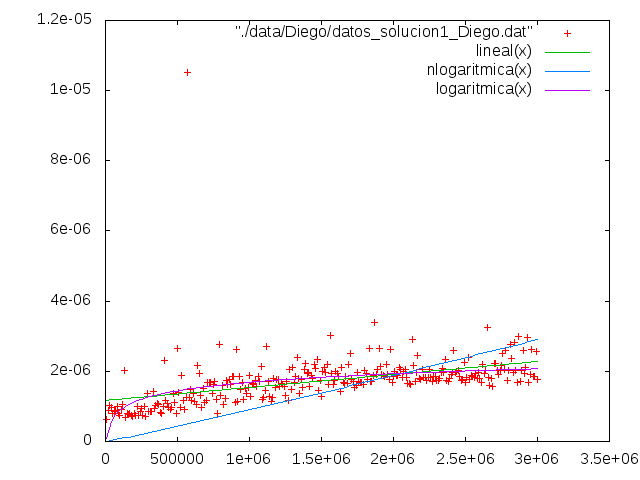 1.2e-05
"./data/Diego/datos_solucion1_Diego.dat"
lineal(x)
nlogaritmica(x)
logaritmica(x)
1e-05
8e-06
6e-06
4e-06
2e-06
0
0 500000 1e+06 1.5e+06 2e+06 2.5e+06 3e+06 3.5e+06